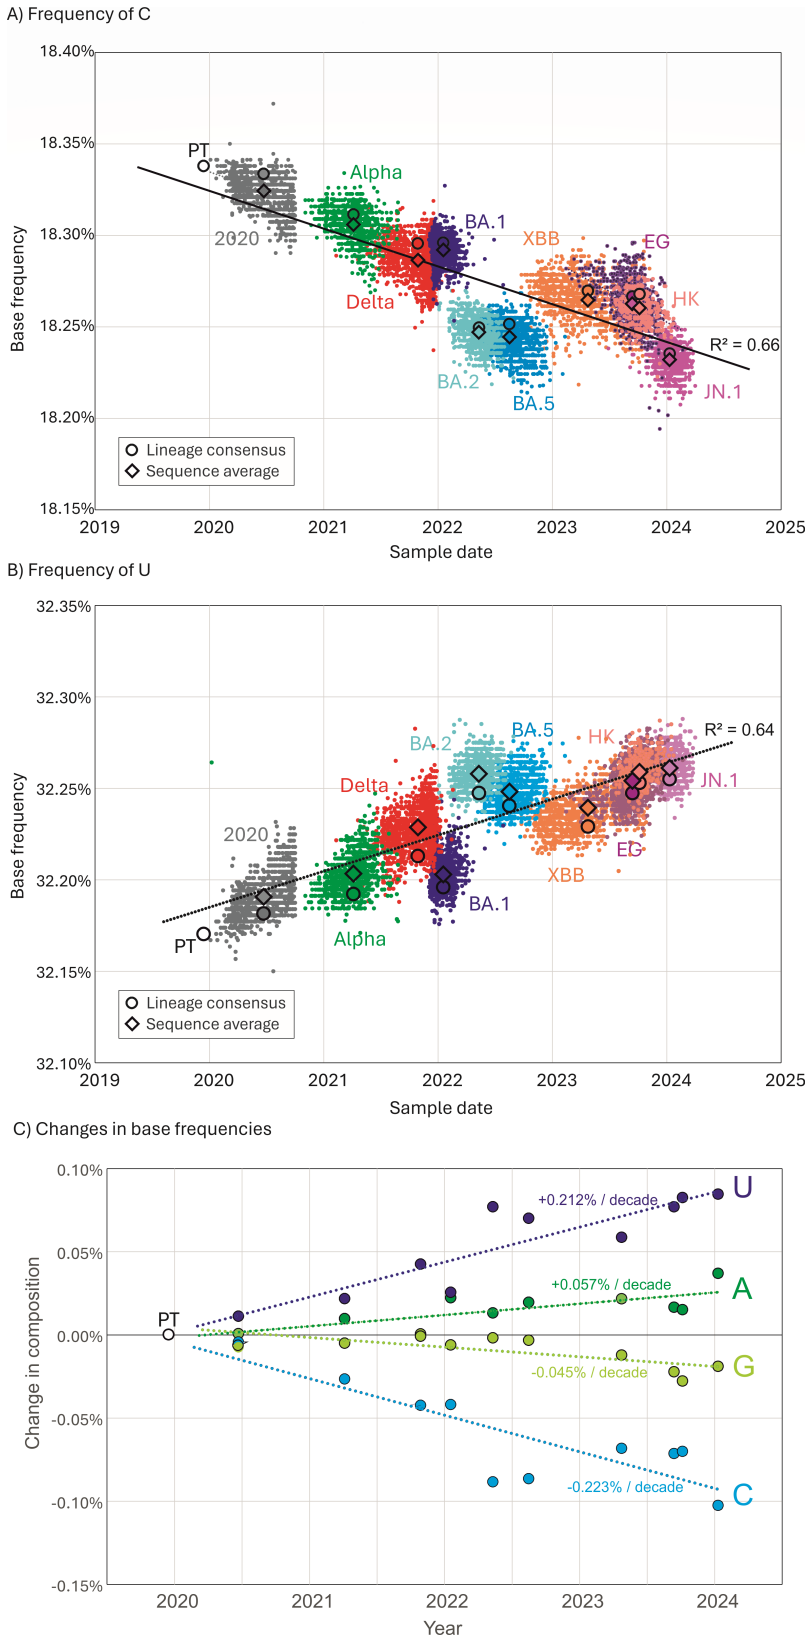 A) Frequency of C
18.40%
18.35%
18.30%
18.25%
18.20%
18.15%
Base frequency
PT
2020
Alpha
Delta
BA.1
BA.2
BA.5
XBB
EG
HK
R² = 0.66
JN.1
Lineage consensus
Sequence average
2019 2020 2021 2022 2023 2024 2025
Sample date
B) Frequency of U
32.35%
32.30%
32.25%
32.20%
32.15%
32.10%
Base frequency
BA.2
BA.5
HK
R² = 0.64
JN.1
Delta
2020
XBB
EG
BA.1
Alpha
PT
Lineage consensus
Sequence average
2019 2020 2021 2022 2023 2024 2025
Sample date
C) Changes in base frequencies
0.10%
0.05%
0.00%
-0.05%
-0.10%
-0.15%
Change in composition
PT
+0.212% / decade
U
+0.057% / decade
A
-0.045% / decade
G
-0.223% / decade
C
2020 2021 2022 2023 2024
Year